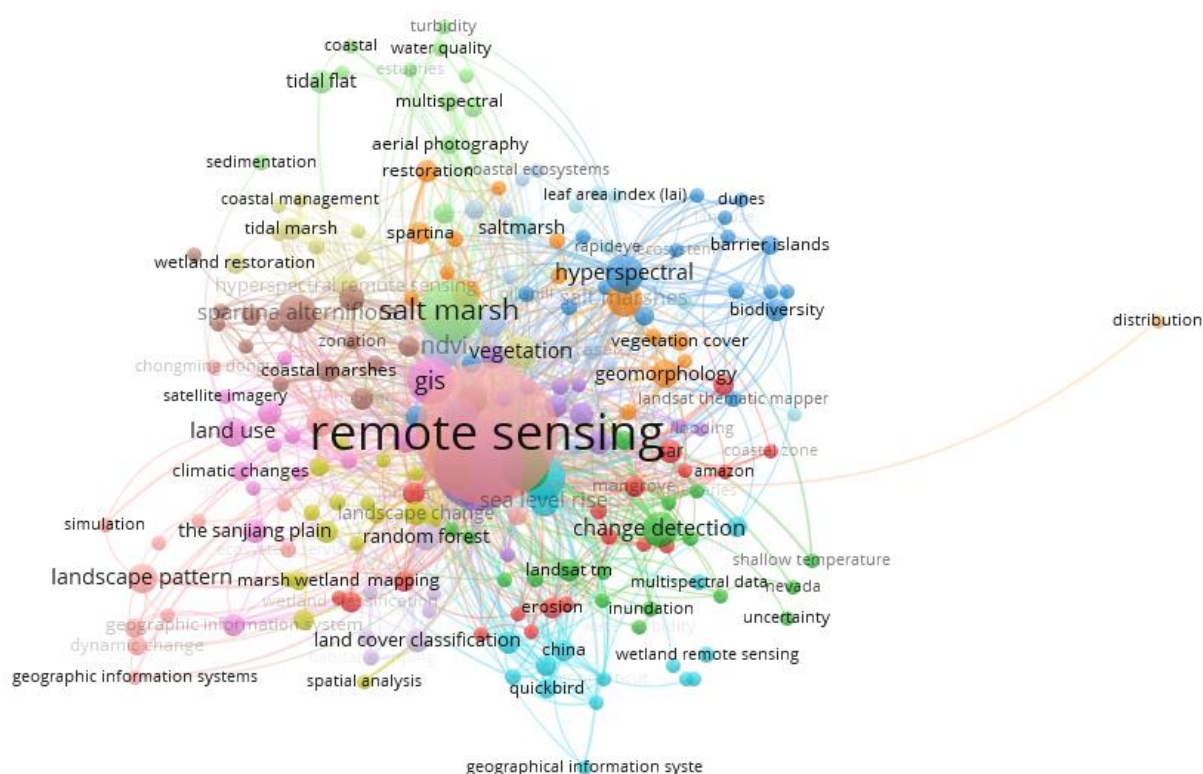 turbidity
coastal
water quality
estuaries
tidal flat
multispectral
aerial photography
sedimentation
restoration
coastal ecosystems
leaf area index (lai)
dunes
coastal management
tidal marsh
spartina
saltmarsh
rapideye
ecosystem
barrier islands
wetland restoration
hyperspectral
hyperspectral remote sensing
salt marshes
spartina alterniflora
salt marsh
biodiversity
distribution
zonation
ndvi
vegetation
vegetation cover
coastal marshes
gis
geomorphology
satellite imagery
landsat thematic mapper
land use
remote sensing
flooding
sar
coastal zone
climatic changes
amazon
mangrove
sea level rise
landscape change
simulation
the sanjiang plain
random forest
change detection
shallow temperature
landscape pattern
marsh wetland
mapping
landsat tm
multispectral data
nevada
wetland classification
erosion
inundation
uncertainty
geographic information system
dynamic change
land cover classification
china
wetland remote sensing
geographic information systems
spatial analysis
quickbird
geographical information syste